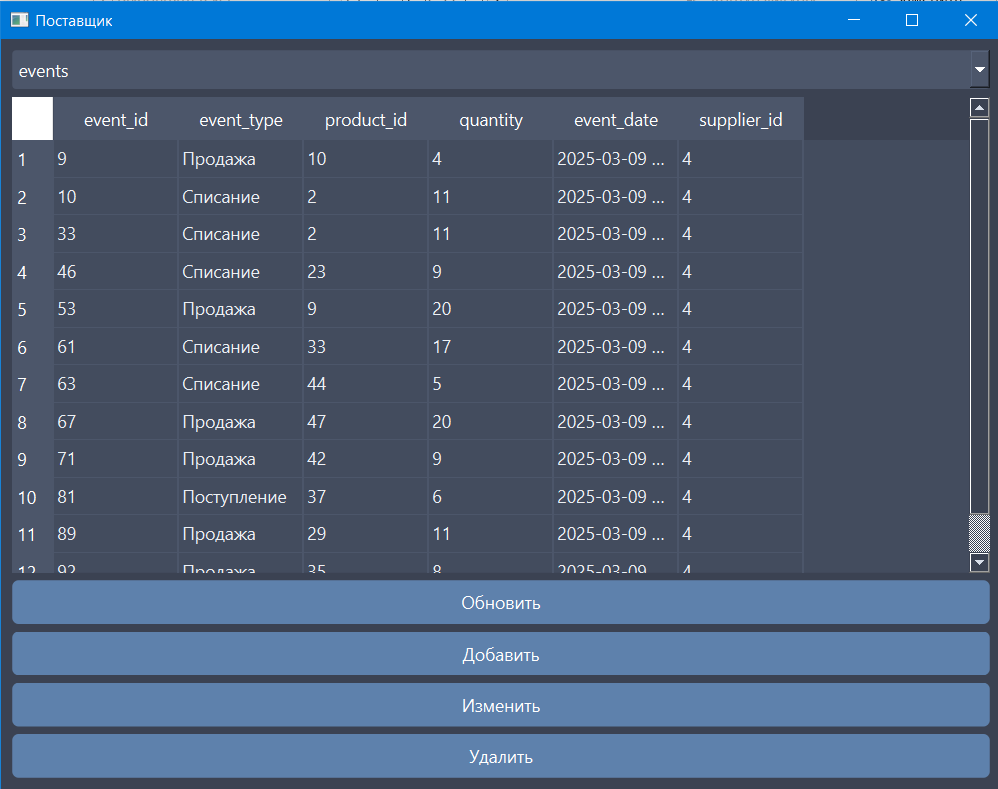 Поставщик
events
event_id event_type product_id quantity event_date supplier_id
1 9 Продажа 10 4 2025-03-09 ... 4
2 10 Списание 2 11 2025-03-09 ... 4
3 33 Списание 2 11 2025-03-09 ... 4
4 46 Списание 23 9 2025-03-09 ... 4
5 53 Продажа 9 20 2025-03-09 ... 4
6 61 Списание 33 17 2025-03-09 ... 4
7 63 Списание 44 5 2025-03-09 ... 4
8 67 Продажа 47 20 2025-03-09 ... 4
9 71 Продажа 42 9 2025-03-09 ... 4
10 81 Поступление 37 6 2025-03-09 ... 4
11 89 Продажа 29 11 2025-03-09 ... 4
12 92 Продажа 35 8 2025-03-09 ... 4
Обновить
Добавить
Изменить
Удалить